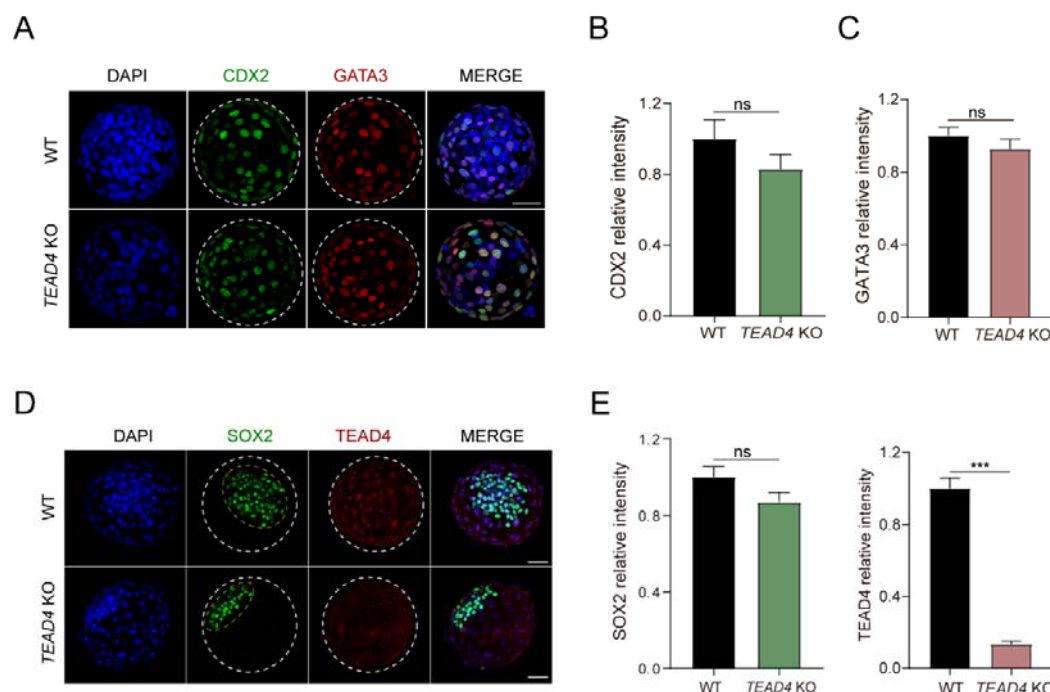 A
DAPI CDX2 GATA3 MERGE
WT
TEAD4 KO
B
CDX2 relative intensity
1.2
0.8
0.4
0.0
ns
WT TEAD4 KO
C
GATA3 relative intensity
1.2
0.8
0.4
0.0
ns
WT TEAD4 KO
D
DAPI SOX2 TEAD4 MERGE
WT
TEAD4 KO
E
SOX2 relative intensity
1.2
0.8
0.4
0.0
ns
WT TEAD4 KO
TEAD4 relative intensity
1.2
0.8
0.4
0.0
***
WT TEAD4 KO